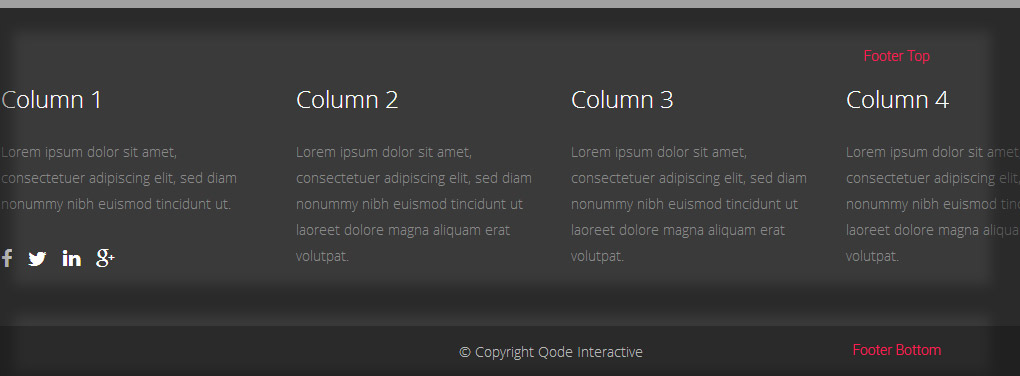 Footer Top
Column 1
Lorem ipsum dolor sit amet,
consectetuer adipiscing elit, sed diam
nonummy nibh euismod tincidunt ut.
Column 2
Lorem ipsum dolor sit amet,
consectetuer adipiscing elit, sed diam
nonummy nibh euismod tincidunt ut
laoreet dolore magna aliquam erat
volutpat.
Column 3
Lorem ipsum dolor sit amet,
consectetuer adipiscing elit, sed diam
nonummy nibh euismod tincidunt ut
laoreet dolore magna aliquam erat
volutpat.
Column 4
Lorem ipsum dolor sit amet
consectetuer adipiscing elit,
nonummy nibh euismod tincid
laoreet dolore magna aliqua
volutpat.
© Copyright Qode Interactive
Footer Bottom